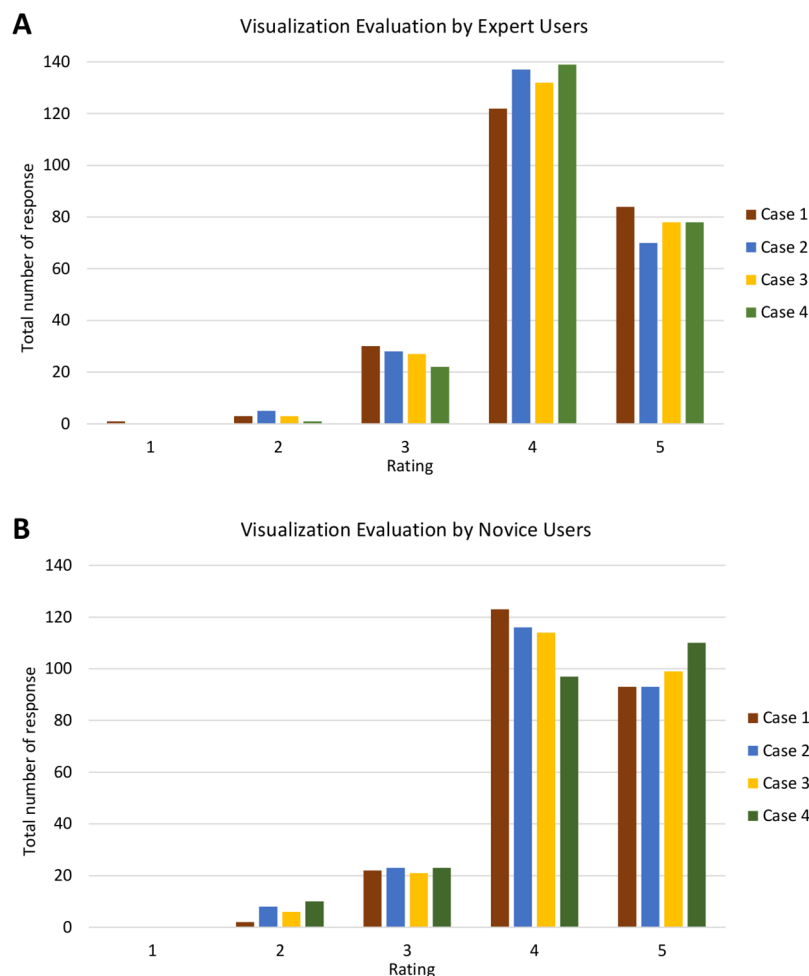 A
Visualization Evaluation by Expert Users
140
120
100
80
60
40
20
0
Total number of response
1 2 3 4 5
Rating
Case 1
Case 2
Case 3
Case 4
B
Visualization Evaluation by Novice Users
140
120
100
80
60
40
20
0
Total number of response
1 2 3 4 5
Rating
Case 1
Case 2
Case 3
Case 4